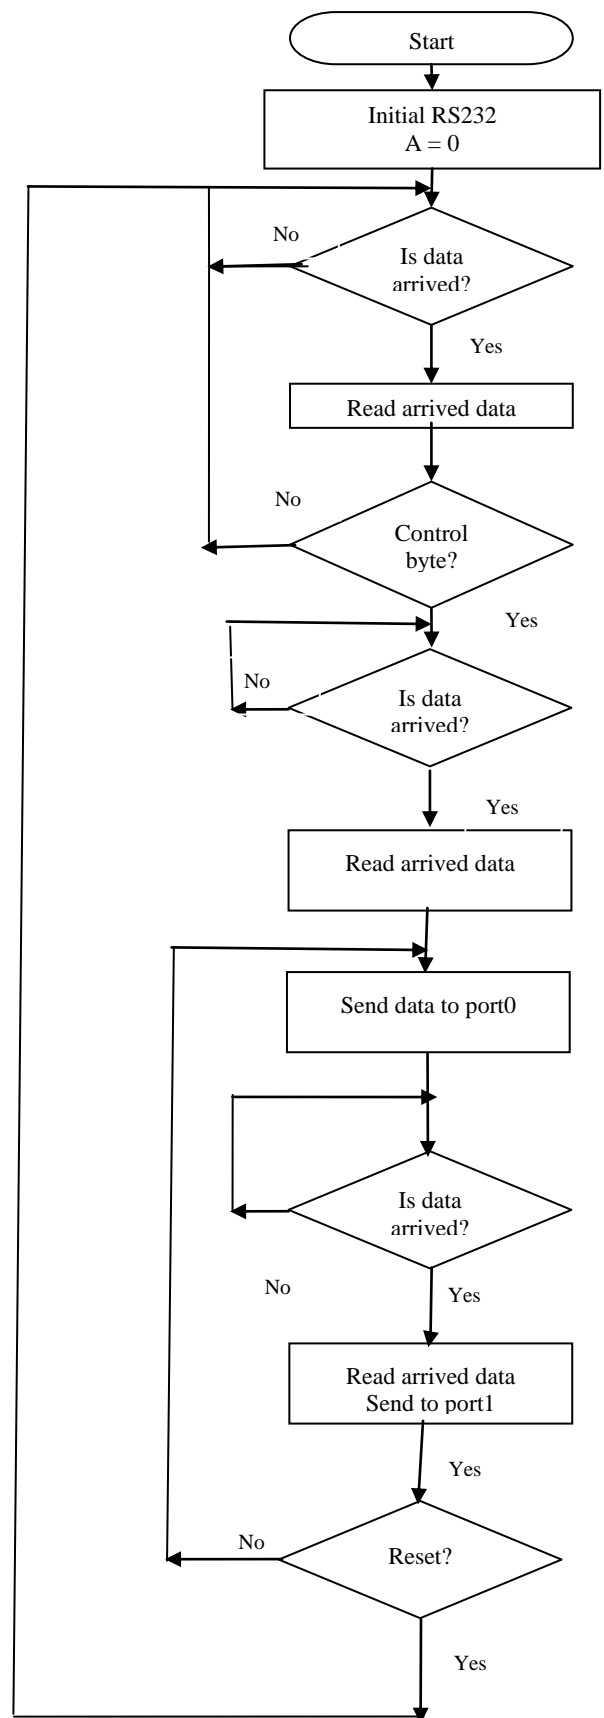 Start
Initial RS232
A = 0
No
Is data
arrived?
Yes
Read arrived data
No
Control
byte?
Yes
No
Is data
arrived?
Yes
Read arrived data
Send data to port0
Is data
arrived?
No
Yes
Read arrived data
Send to port1
Yes
No
Reset?
Yes